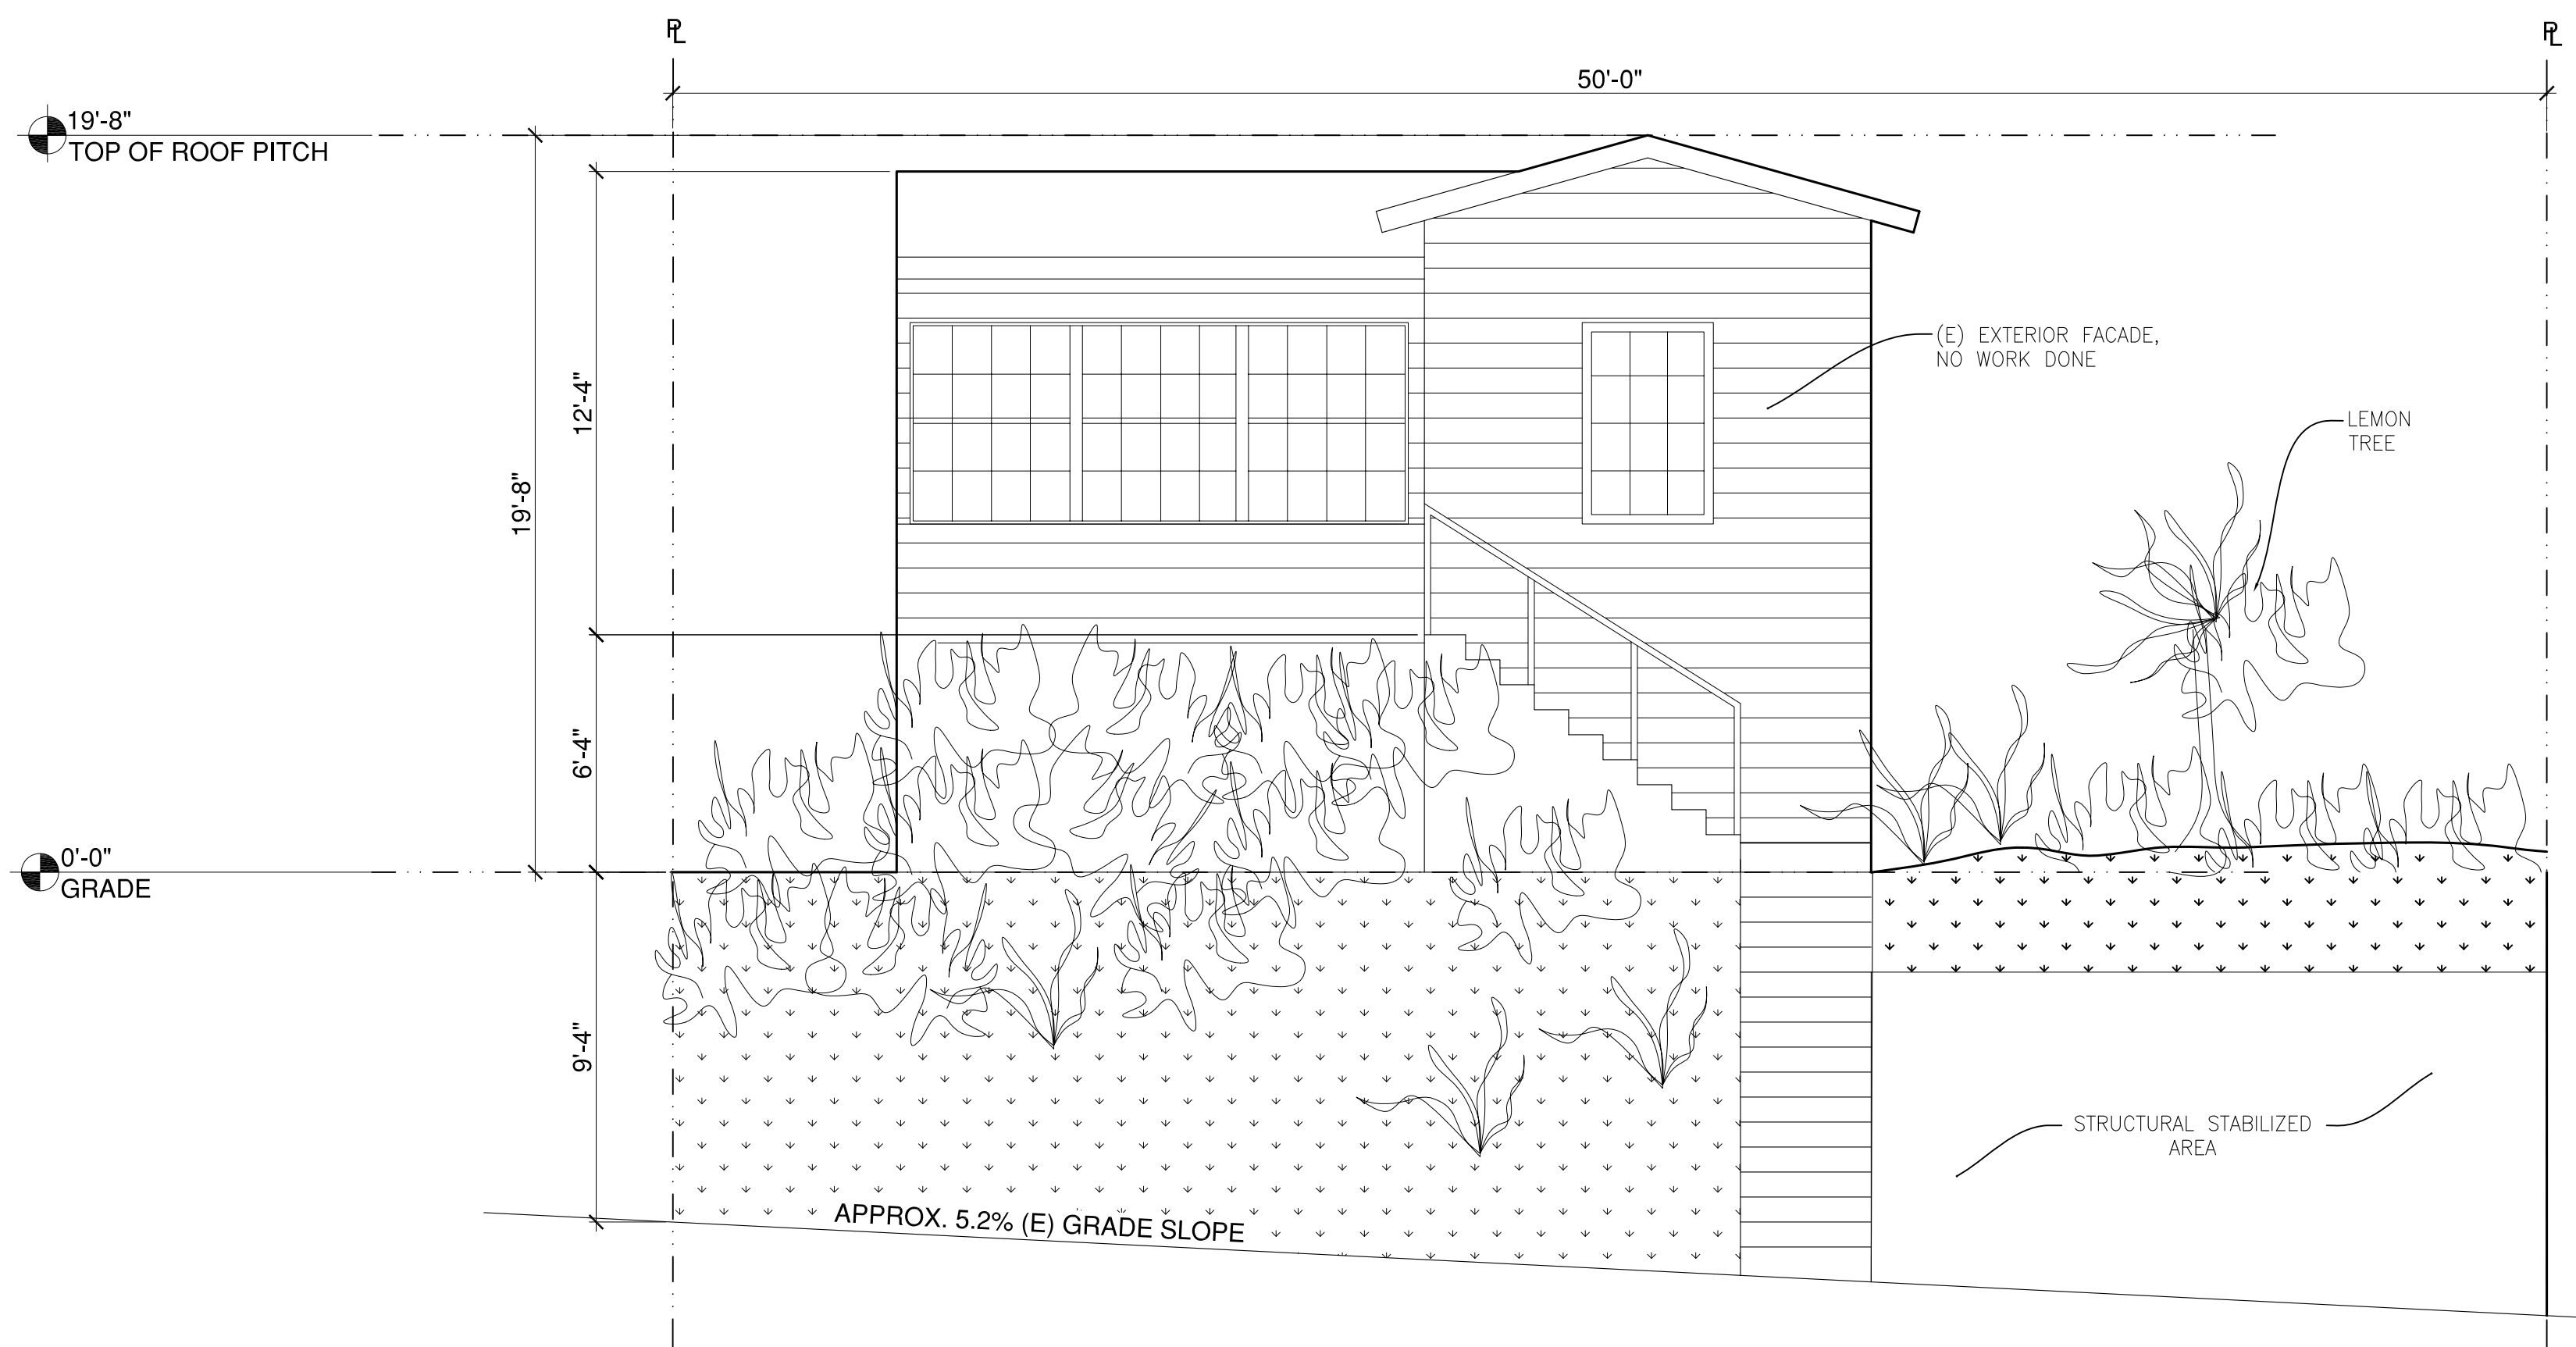 PL
PL
50'-0"
19'-8"
TOP OF ROOF PITCH
12'-4"
19'-8"
6'-4"
9'-4"
(E) EXTERIOR FACADE,
NO WORK DONE
LEMON
TREE
0'-0"
GRADE
STRUCTURAL STABILIZED
AREA
APPROX. 5.2% (E) GRADE SLOPE